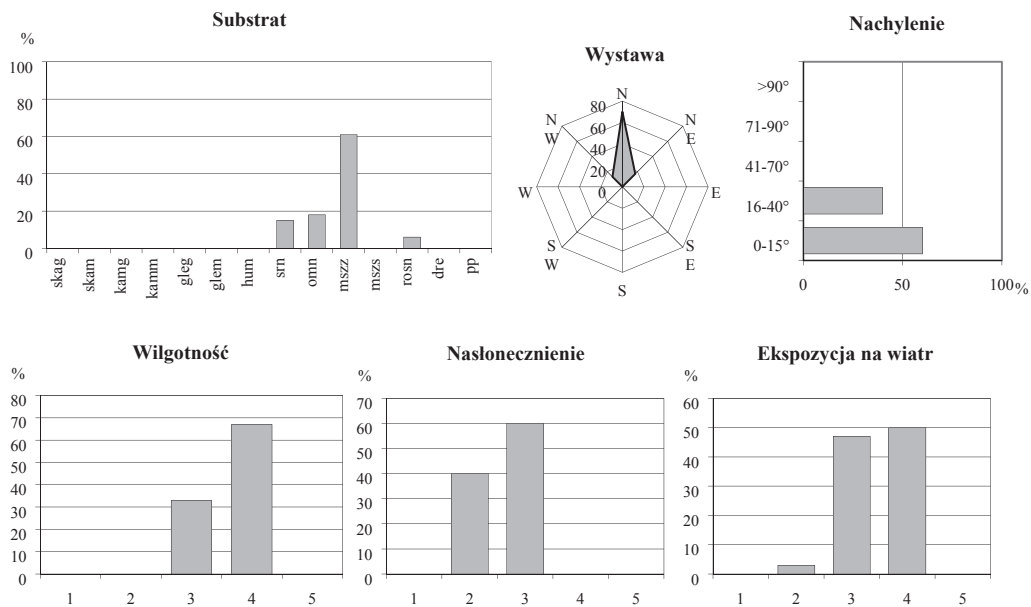 Substrat
%
100
80
60
40
20
0
skag
skam
kamg
kamm
gleg
glem
hum
srn
omn
mszz
mszs
rosn
dre
pp
Wystawa
N
N
E
E
S
E
S
S
W
W
N
W
80
60
40
20
0
Nachylenie
>90°
71-90°
41-70°
16-40°
0-15°
0 50 100%
Wilgotność
%
80
70
60
50
40
30
20
10
0
1 2 3 4 5
Nasłonecznienie
%
70
60
50
40
30
20
10
0
1 2 3 4 5
Ekspozycja na wiatr
%
60
50
40
30
20
10
0
1 2 3 4 5